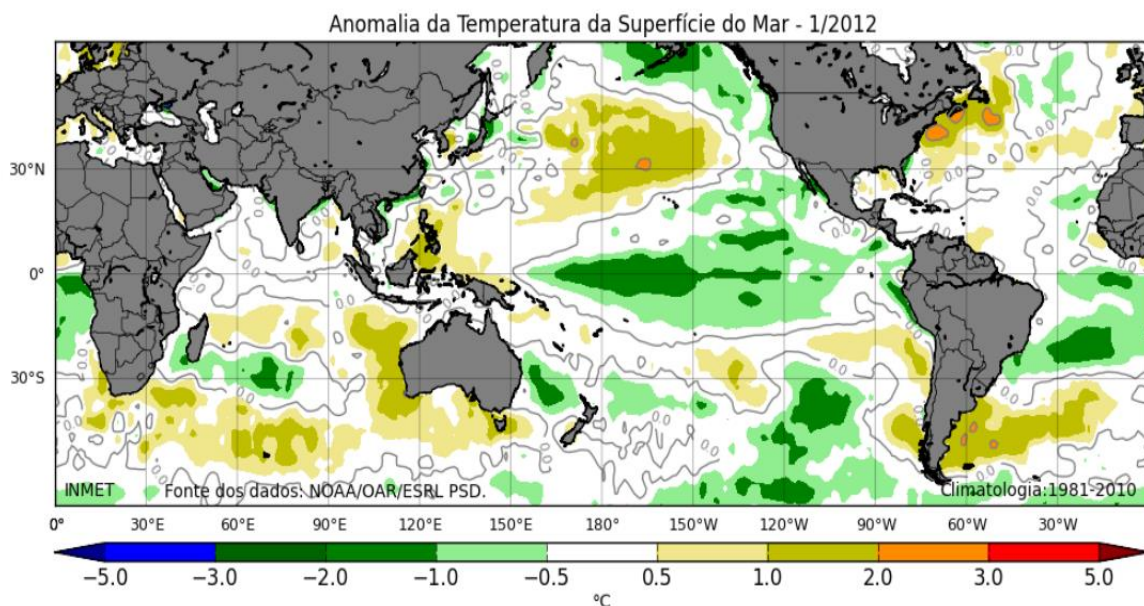 Anomalia da Temperatura da Superfície do Mar - 1/2012
30°N
0°
30°S
INMET Fonte dos dados: NOAA/OAR/ESRL PSD. Climatologia:1981-2010
0° 30°E 60°E 90°E 120°E 150°E 180° 150°W 120°W 90°W 60°W 30°W
−5.0 −3.0 −2.0 −1.0 −0.5 0.5 1.0 2.0 3.0 5.0
°C